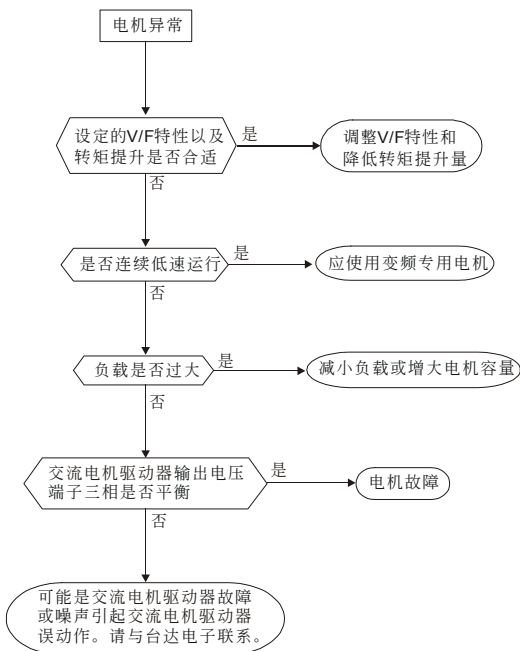 电机异常
设定的V/F特性以及
转矩提升是否合适
是
调整V/F特性和
降低转矩提升量
否
是否连续低速运行
是
应使用变频专用电机
否
负载是否过大
是
减小负载或增大电机容量
否
交流电机驱动器输出电压
端子三相是否平衡
是
电机故障
否
可能是交流电机驱动器故障
或噪声引起交流电机驱动器
误动作。请与台达电子联系。